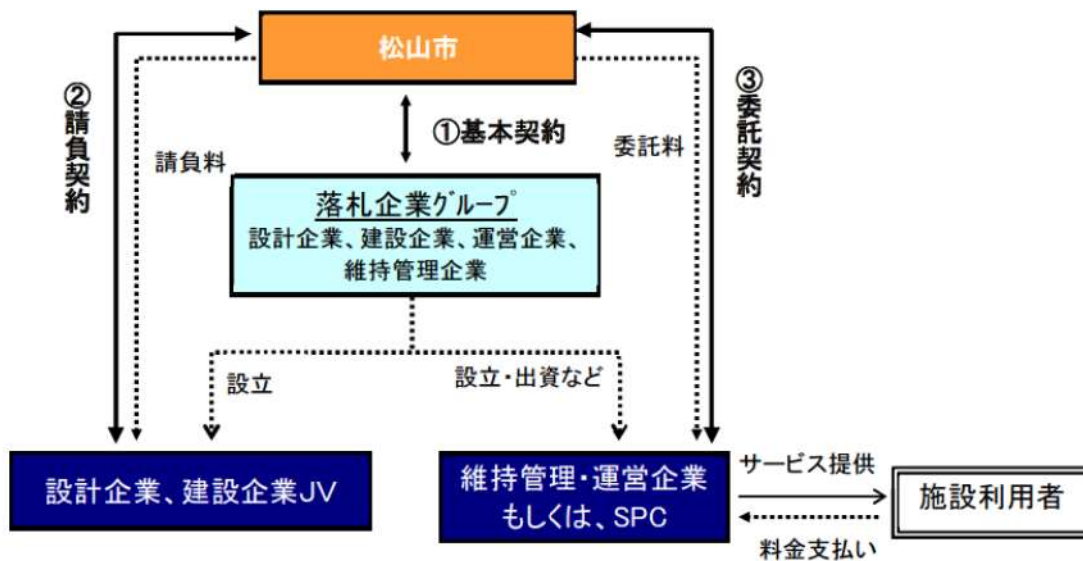 松山市
②請負契約
請負料
①基本契約
委託料
③委託契約
落札企業ｸﾞﾙｰﾌﾟ
設計企業、建設企業、運営企業、
維持管理企業
設立
設立・出資など
設計企業、建設企業JV
維持管理・運営企業
もしくは、SPC
サービス提供
料金支払い
施設利用者